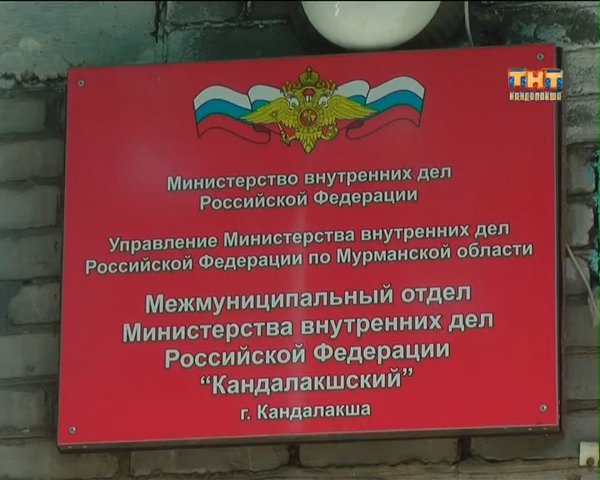 ТНТ
КАНДАЛАКША
Министерство внутренних дел
Российской Федерации
Управление Министерства внутренних дел
Российской Федерации по Мурманской области
Межмуниципальный отдел
Министерства внутренних дел
Российской Федерации
“Кандалакшский”
г. Кандалакша